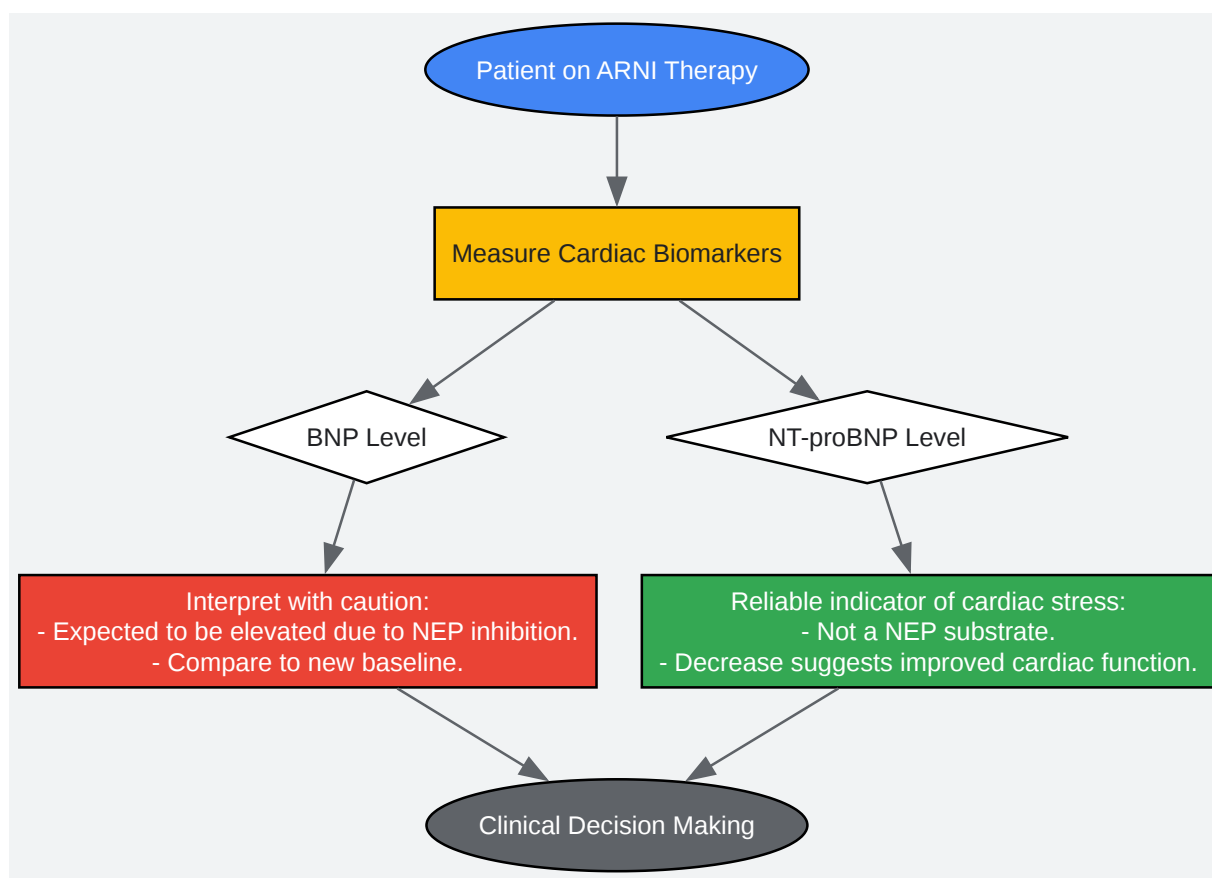 Patient on ARNI Therapy
Measure Cardiac Biomarkers
BNP Level
NT-proBNP Level
Interpret with caution:
- Expected to be elevated due to NEP inhibition.
- Compare to new baseline.
Reliable indicator of cardiac stress:
- Not a NEP substrate.
- Decrease suggests improved cardiac function.
Clinical Decision Making